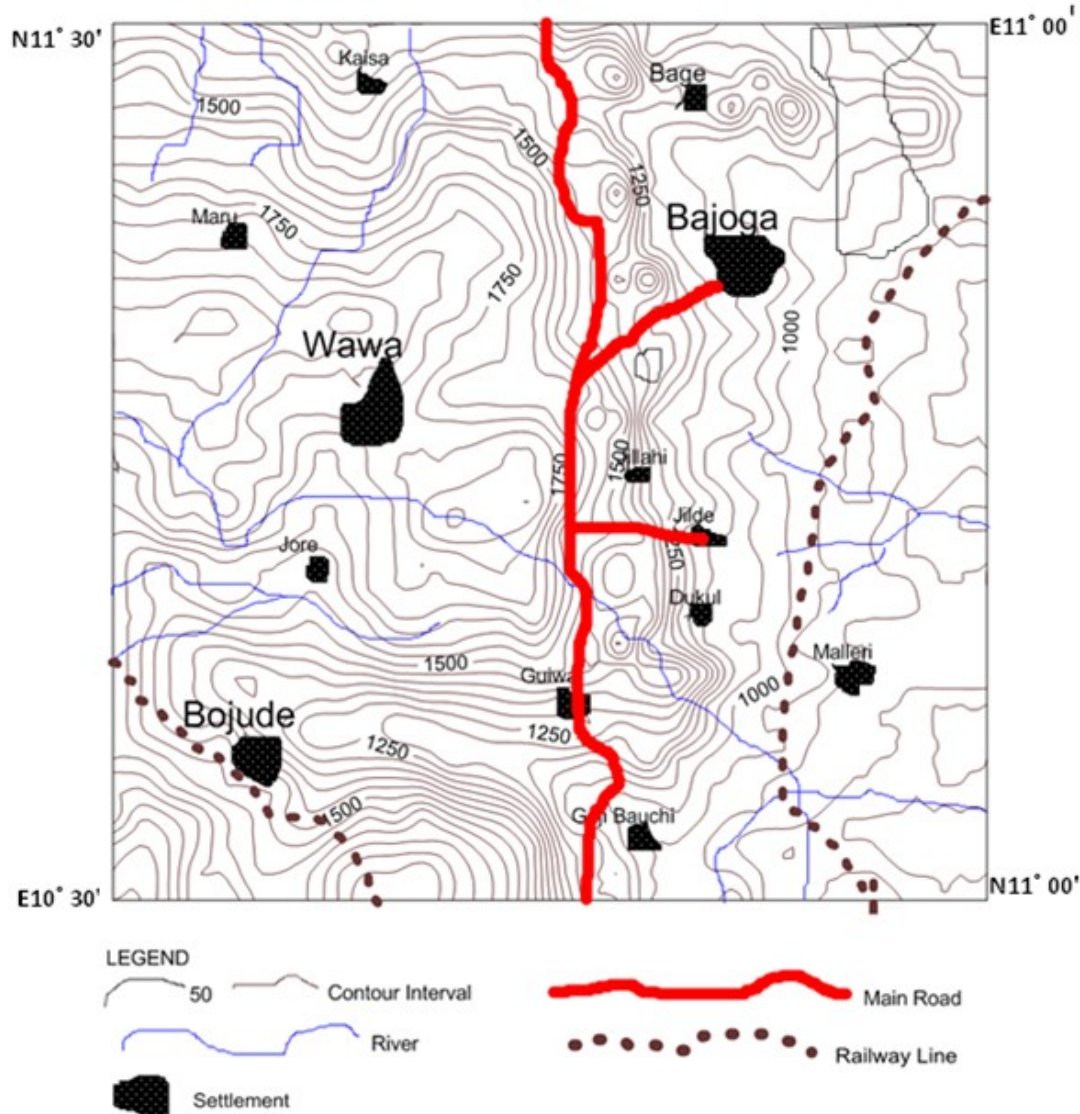 N11° 30'
E11° 00'
Kaisa
Bage
1500
1500
1250
Maru
1750
Bajoga
1750
1000
Wawa
1750
1500
Jilde
1250
Jore
Dukul
Malleri
1500
Guiwa
1000
Bojude
1250
1250
1500
Bauchi
E10° 30'
N11° 00'
LEGEND
50
Contour Interval
Main Road
River
Railway Line
Settlement